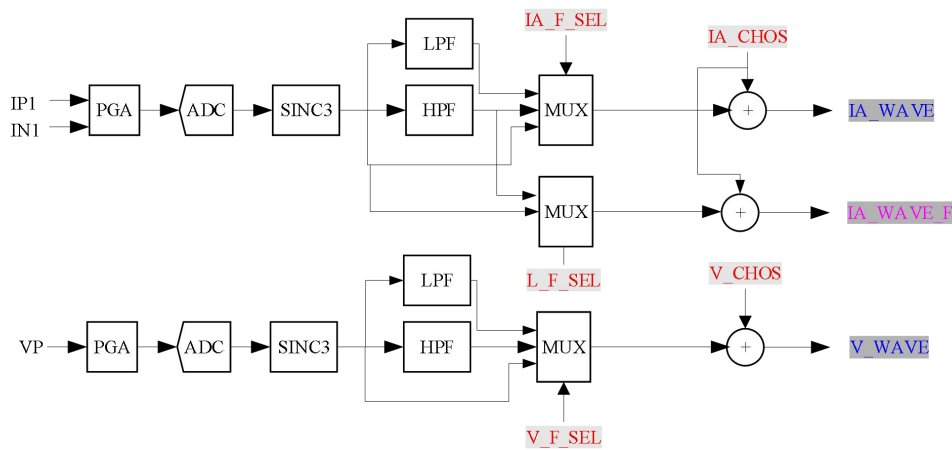 IA_F_SEL
IA_CHOS
LPF
IP1
IN1
PGA
ADC
SINC3
HPF
MUX
+
IA_WAVE
MUX
+
IA_WAVE_F
L_F_SEL
V_CHOS
LPF
VP
PGA
ADC
SINC3
HPF
MUX
+
V_WAVE
V_F_SEL